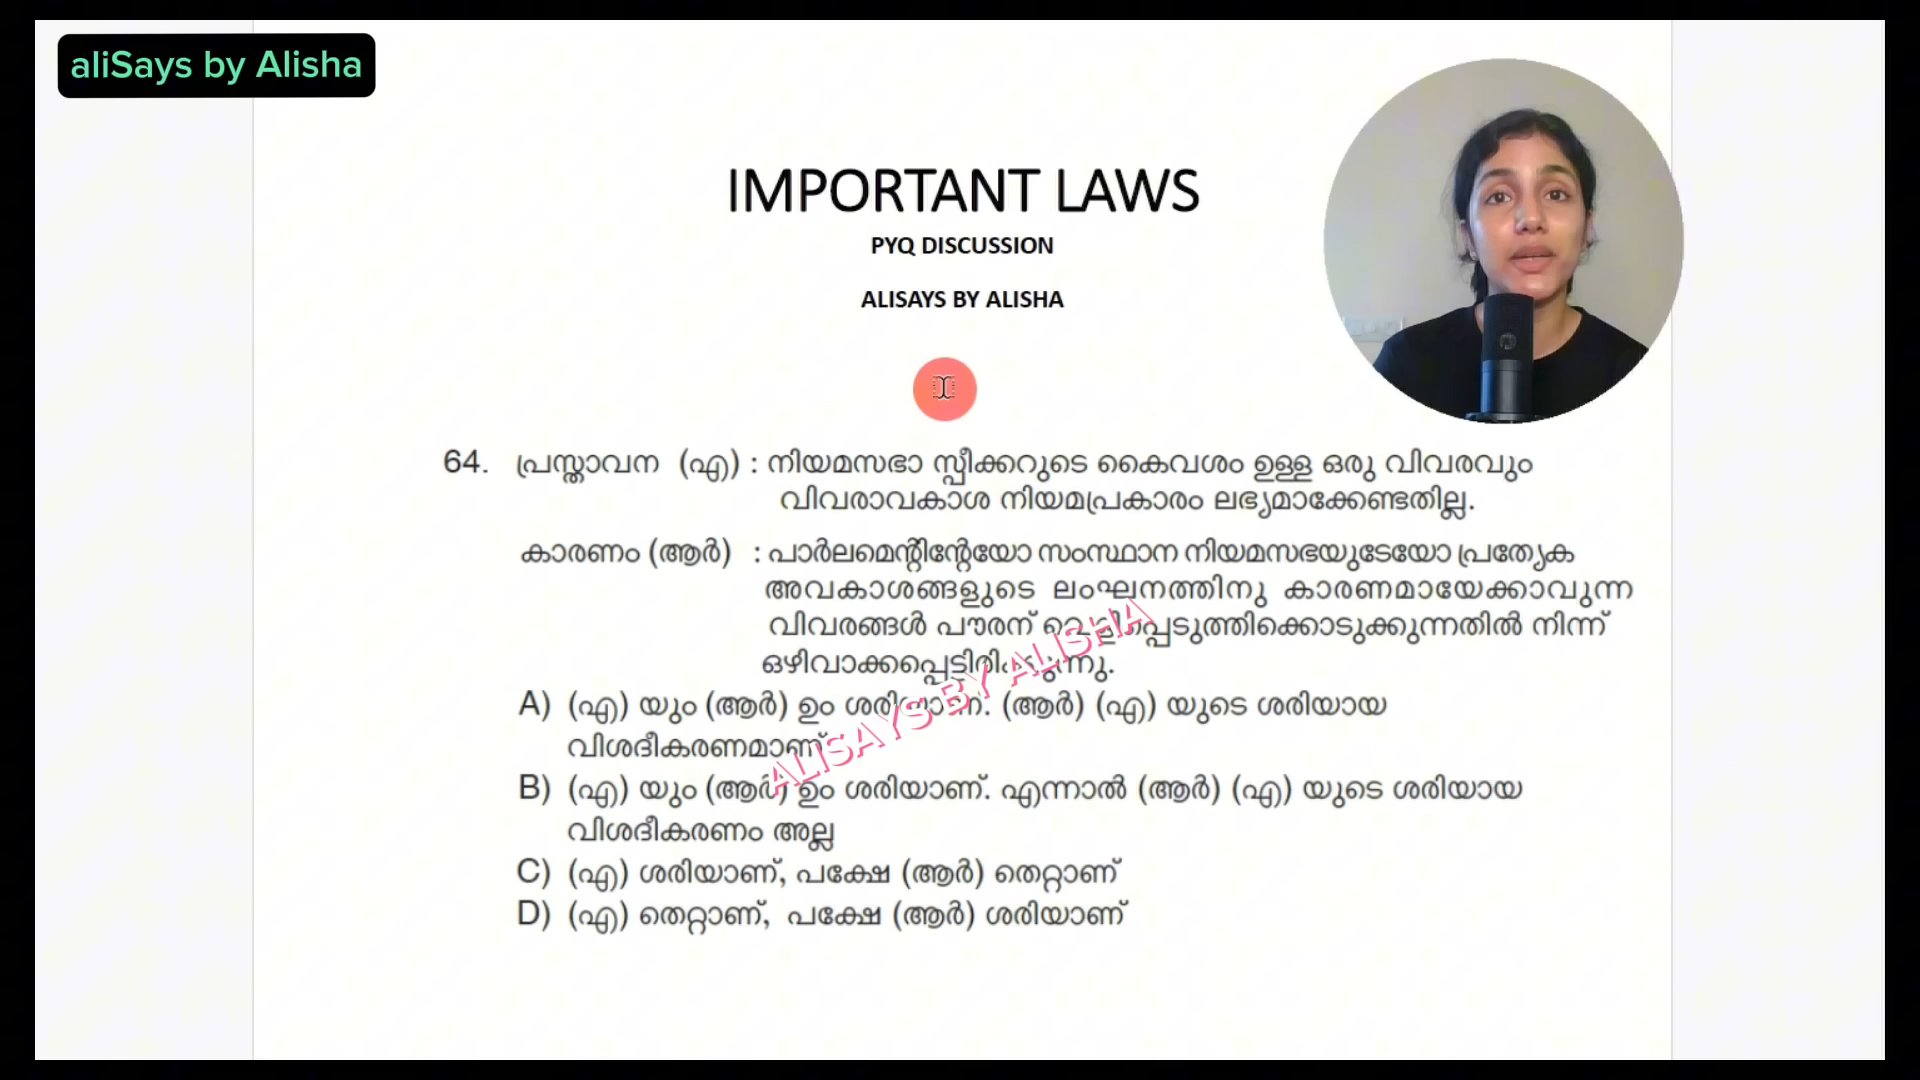 aliSays by Alisha
IMPORTANT LAWS
PYQ DISCUSSION
ALISAYS BY ALISHA
64. പ്രസ്താവന (എ) : നിയമസഭാ സ്പീക്കറുടെ കൈവശം ഉള്ള ഒരു വിവരവും
വിവരാവകാശ നിയമപ്രകാരം ലഭ്യമാക്കേണ്ടതില്ല.
കാരണം (ആർ) : പാർലമെന്റിന്റേയോ സംസ്ഥാന നിയമസഭയുടേയോ പ്രത്യേക
അവകാശങ്ങളുടെ ലംഘനത്തിനു കാരണമായേക്കാവുന്ന
വിവരങ്ങൾ പൗരന് വെളിപ്പെടുത്തിക്കൊടുക്കുന്നതിൽ നിന്ന്
ഒഴിവാക്കപ്പെട്ടിരിക്കുന്നു.
A) (എ) യും (ആർ) ഉം ശരിയാണ്. (ആർ) (എ) യുടെ ശരിയായ
വിശദീകരണമാണ്
B) (എ) യും (ആർ) ഉം ശരിയാണ്. എന്നാൽ (ആർ) (എ) യുടെ ശരിയായ
വിശദീകരണം അല്ല
C) (എ) ശരിയാണ്, പക്ഷേ (ആർ) തെറ്റാണ്
D) (എ) തെറ്റാണ്, പക്ഷേ (ആർ) ശരിയാണ്
ALISAYS BY ALISHA